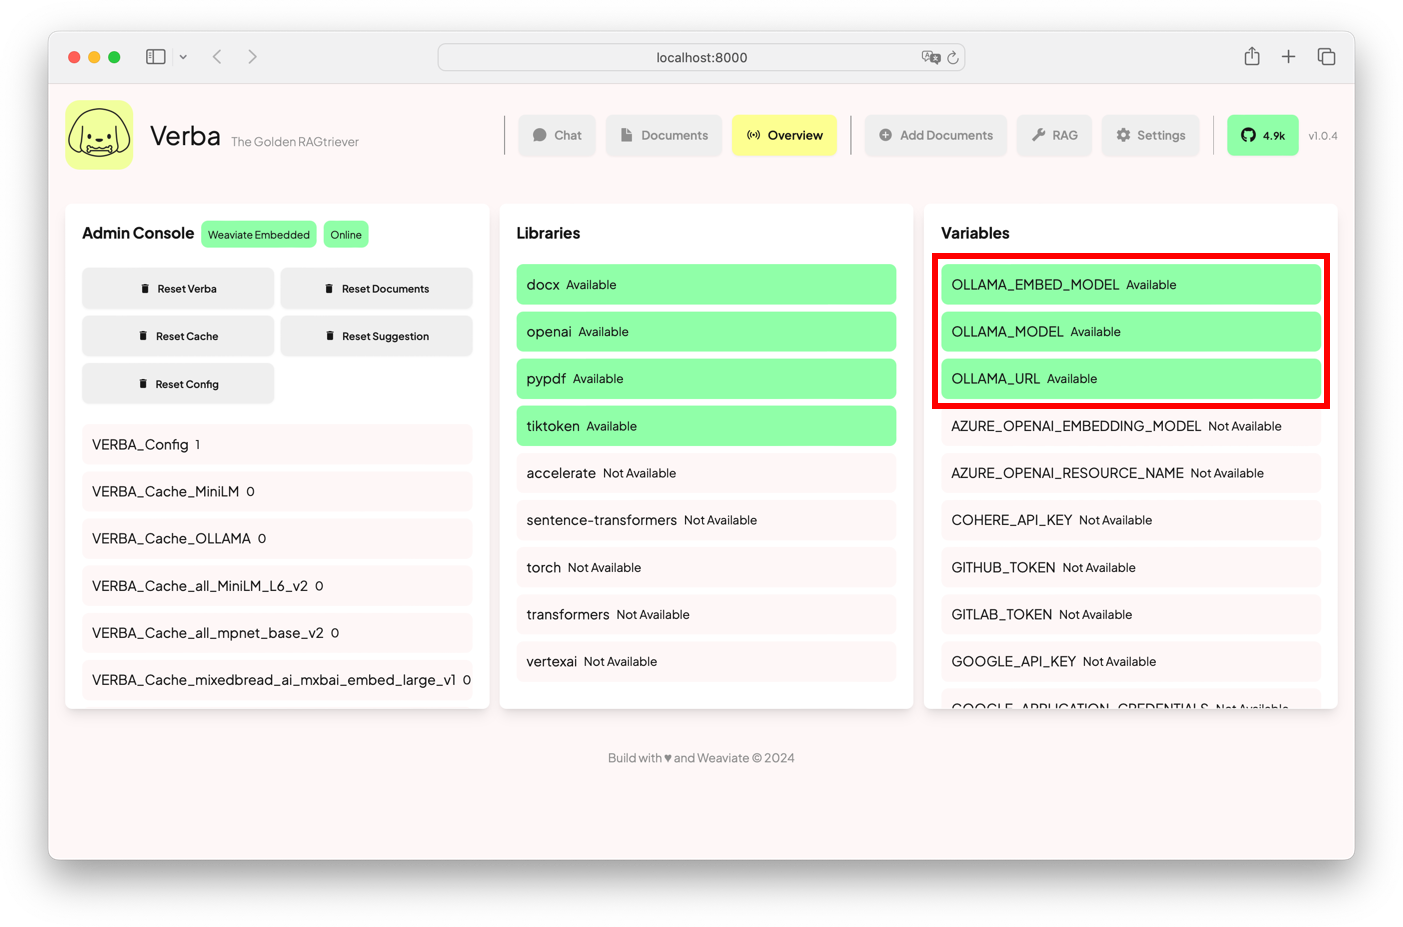 localhost:8000
Verba The Golden RAGtriever
Chat
Documents
Overview
Add Documents
RAG
Settings
4.9k
v1.0.4
Admin Console Weaviate Embedded Online
Reset Verba
Reset Documents
Reset Cache
Reset Suggestion
Reset Config
VERBA_Config 1
VERBA_Cache_MiniLM 0
VERBA_Cache_OLLAMA 0
VERBA_Cache_all_MiniLM_L6_v2 0
VERBA_Cache_all_mpnet_base_v2 0
VERBA_Cache_mixedbread_ai_mxbai_embed_large_v1 0
Libraries
docx Available
openai Available
pypdf Available
tiktoken Available
accelerate Not Available
sentence-transformers Not Available
torch Not Available
transformers Not Available
vertexai Not Available
Variables
OLLAMA_EMBED_MODEL Available
OLLAMA_MODEL Available
OLLAMA_URL Available
AZURE_OPENAI_EMBEDDING_MODEL Not Available
AZURE_OPENAI_RESOURCE_NAME Not Available
COHERE_API_KEY Not Available
GITHUB_TOKEN Not Available
GITLAB_TOKEN Not Available
GOOGLE_API_KEY Not Available
GOOGLE_APPLICATION_CREDENTIALS Not Available
Build with ♥ and Weaviate © 2024